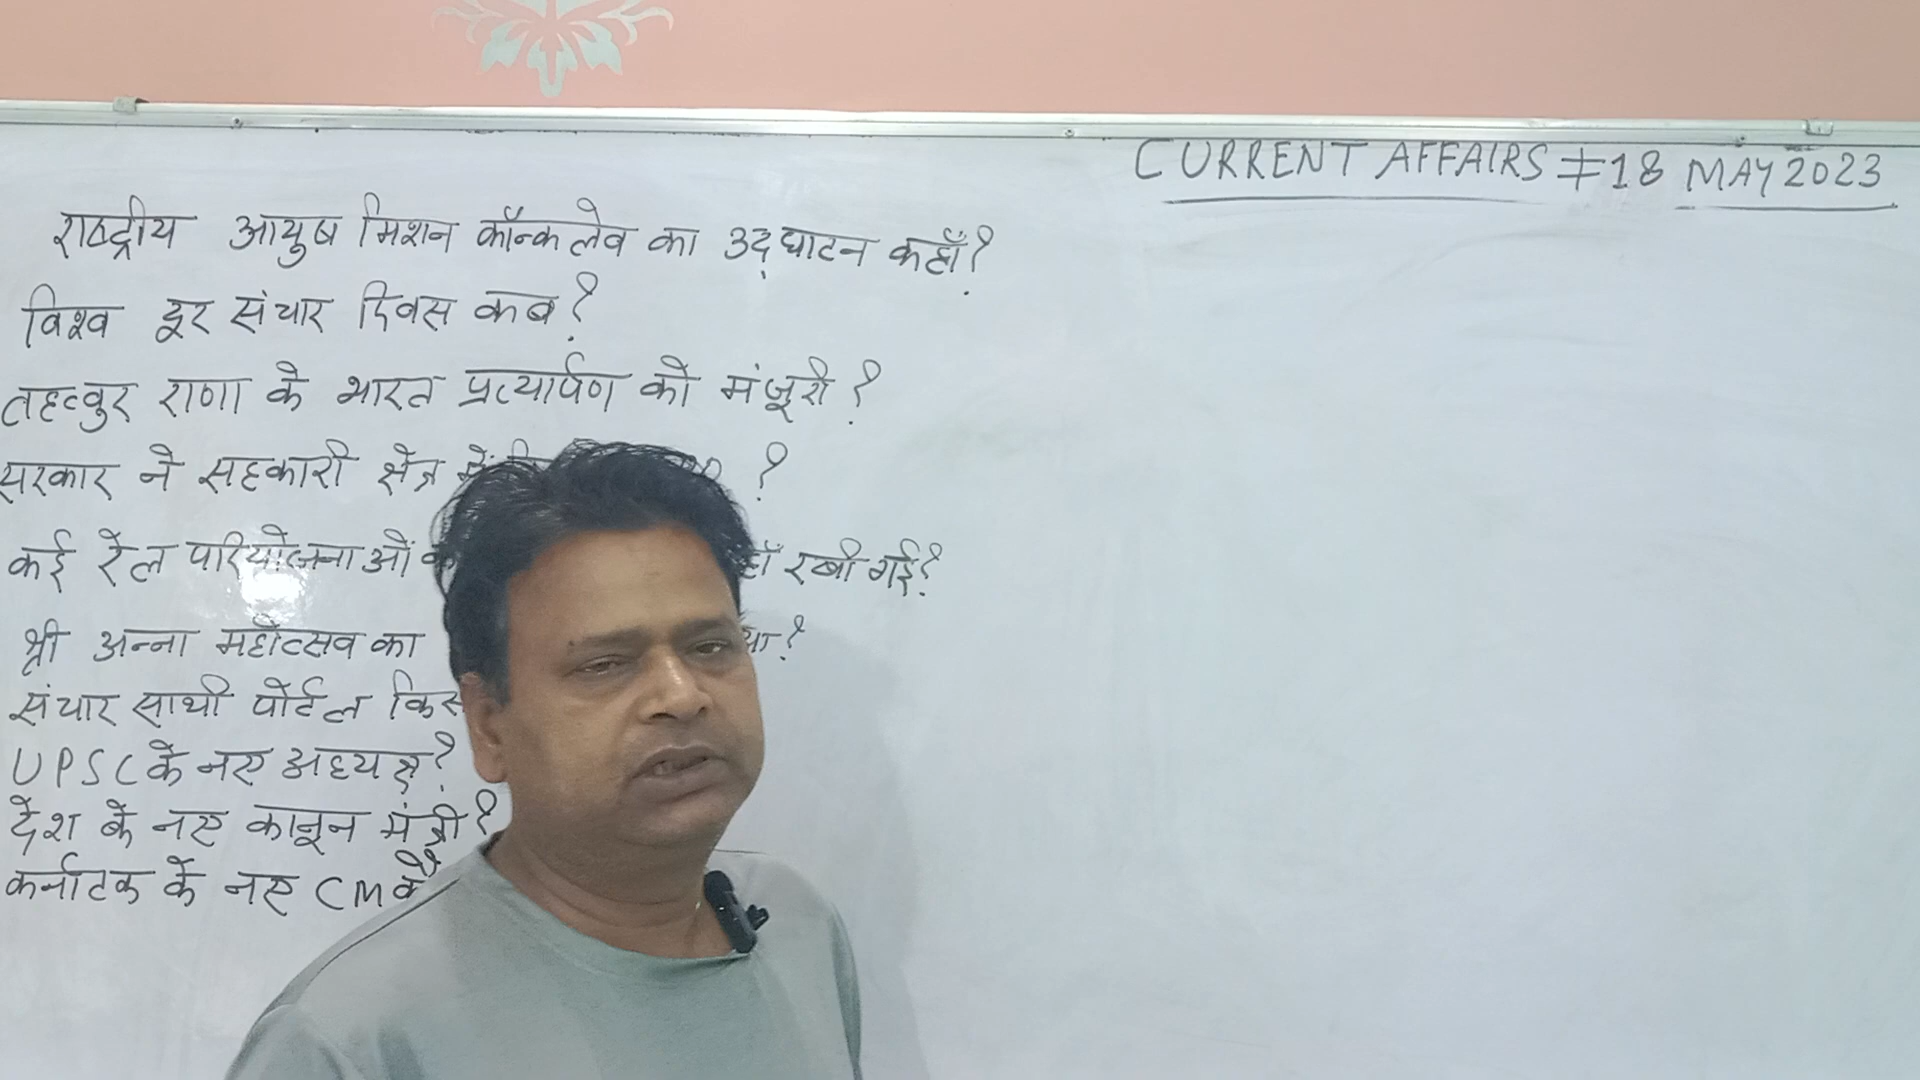 CURRENT AFFAIRS # 18 MAY 2023
राष्ट्रीय आयुष मिशन कॉन्कलेव का उद्घाटन कहाँ?
विश्व दूर संचार दिवस कब?
तहव्वुर राणा के भारत प्रत्यार्पण को मंजूरी?
सरकार ने सहकारी क्षेत्र में ?
कई रेल परियोजनाओं रखी गई?
श्री अन्ना महोत्सव का
संचार साथी पोर्टल किस
UPSC के नए अध्यक्ष?
देश के नए कानून मंत्री?
कर्नाटक के नए CM